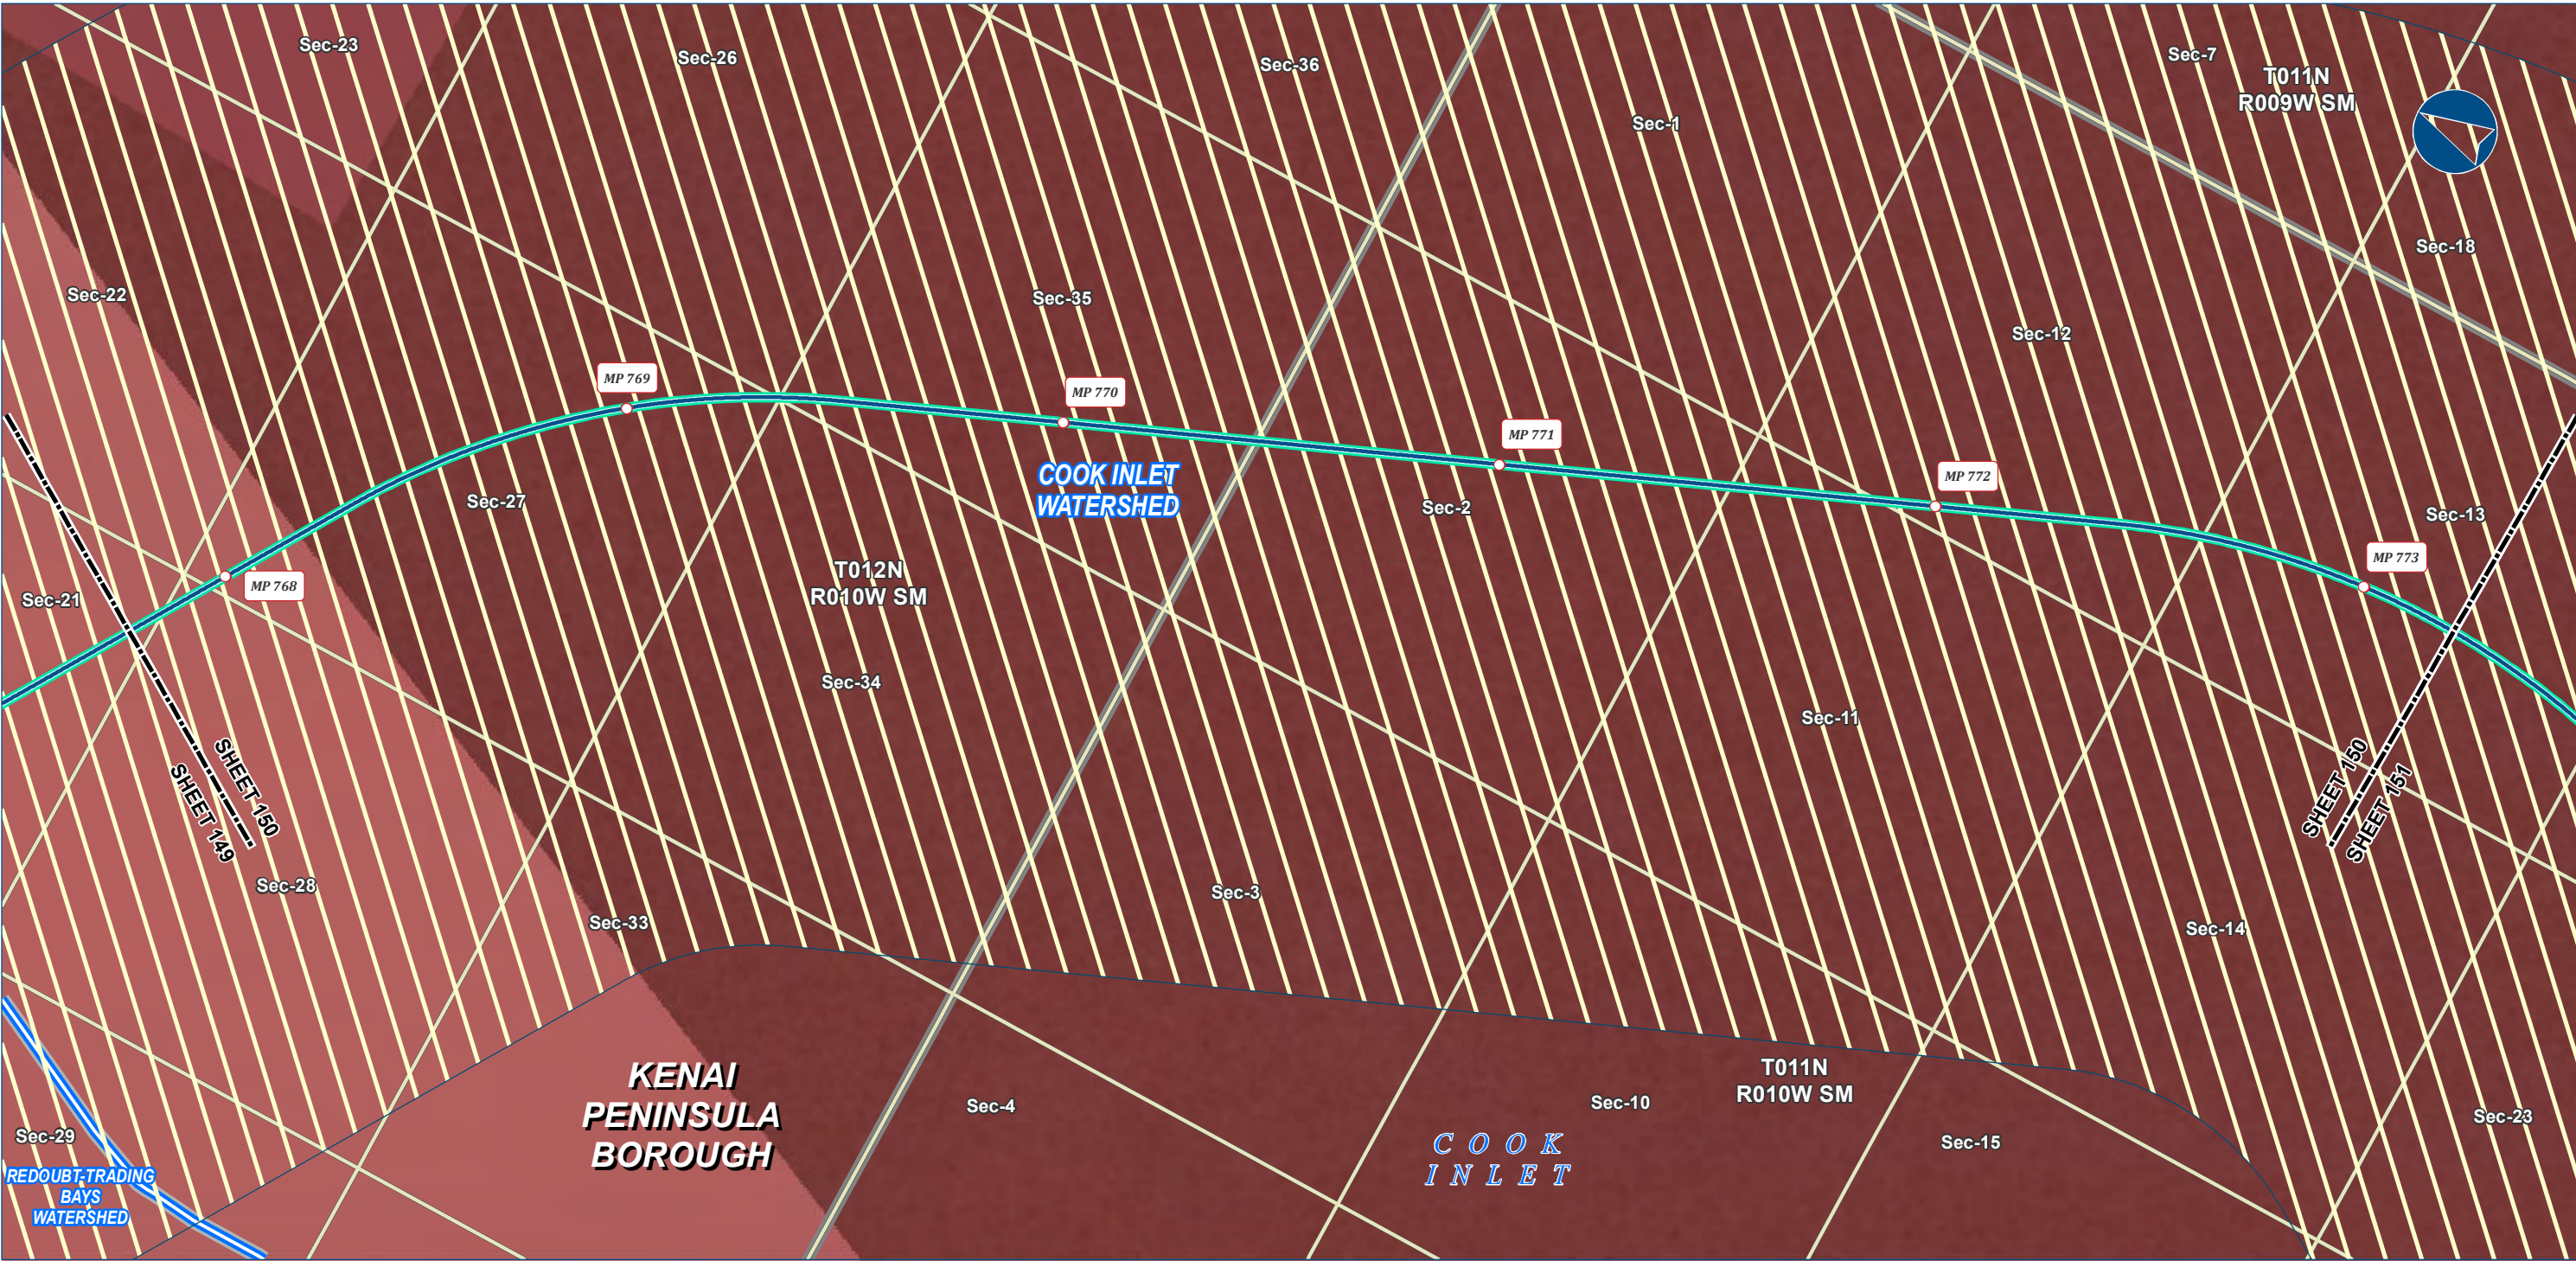 Sec-23
Sec-26
Sec-36
Sec-7
T011N
R009W SM
Sec-1
Sec-18
Sec-22
Sec-35
Sec-12
MP 769
MP 770
MP 771
MP 772
COOK INLET
WATERSHED
Sec-27
Sec-2
Sec-13
MP 773
MP 768
T012N
R010W SM
Sec-21
Sec-34
Sec-11
SHEET 150
SHEET 149
SHEET 150
SHEET 151
Sec-28
Sec-33
Sec-3
Sec-14
KENAI
PENINSULA
BOROUGH
Sec-4
Sec-10
T011N
R010W SM
Sec-23
Sec-29
COOK
INLET
Sec-15
REDOUBT-TRADING
BAYS
WATERSHED